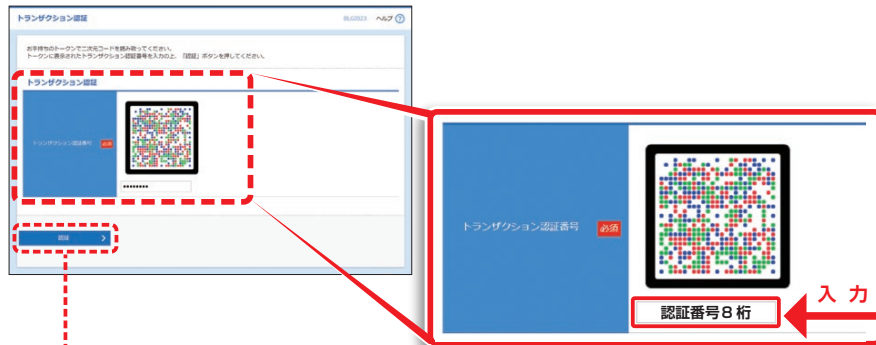 トランザクション認証
BLGI023 ヘルプ ?
お手持ちのトークンで二次元コードを読み取ってください。
トークンに表示されたトランザクション認証番号を入力の上、「認証」ボタンを押してください。
トランザクション認証
トランザクション認証番号 必須
••••••••
認証 >
トランザクション認証番号 必須
認証番号8桁
入力